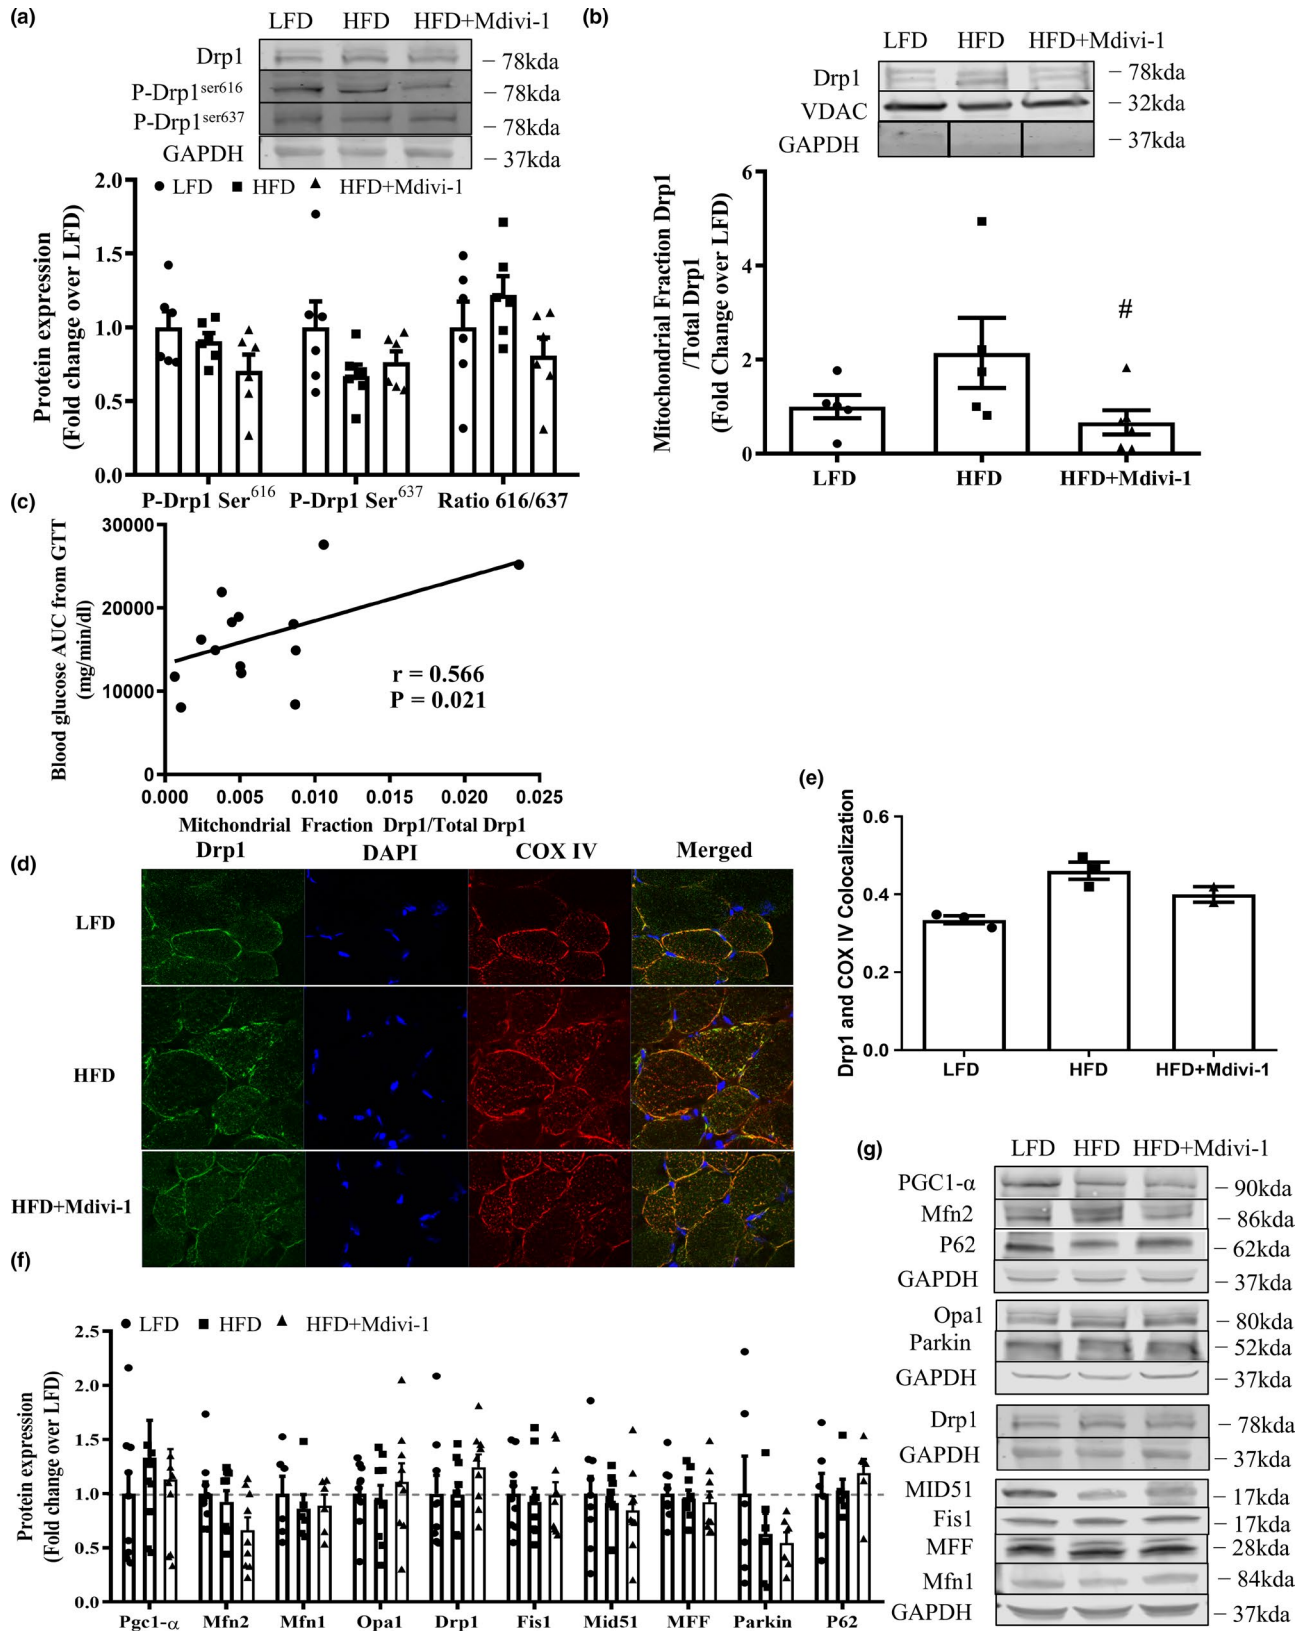 (a)
LFD HFD HFD+Mdivi-1
Drp1 – 78kda
P-Drp1ser616 – 78kda
P-Drp1ser637 – 78kda
GAPDH – 37kda
● LFD ■ HFD ▲ HFD+Mdivi-1
Protein expression
(Fold change over LFD)
2.0
1.5
1.0
0.5
0.0
P-Drp1 Ser616 P-Drp1 Ser637 Ratio 616/637
(b)
LFD HFD HFD+Mdivi-1
Drp1 – 78kda
VDAC – 32kda
GAPDH – 37kda
Mitochondrial Fraction Drp1
/Total Drp1
(Fold Change over LFD)
6
4
2
0
#
LFD HFD HFD+Mdivi-1
(c)
Blood glucose AUC from GTT
(mg/min/dl)
30000
20000
10000
0
r = 0.566
P = 0.021
0.000 0.005 0.010 0.015 0.020 0.025
Mitchondrial Fraction Drp1/Total Drp1
(d)
Drp1 DAPI COX IV Merged
LFD
HFD
HFD+Mdivi-1
(e)
Drp1 and COX IV Colocalization
0.6
0.4
0.2
0.0
LFD HFD HFD+Mdivi-1
(f)
● LFD ■ HFD ▲ HFD+Mdivi-1
Protein expression
(Fold change over LFD)
2.5
2.0
1.5
1.0
0.5
0.0
Pgc1-α Mfn2 Mfn1 Opa1 Drp1 Fis1 Mid51 MFF Parkin P62
(g)
LFD HFD HFD+Mdivi-1
PGC1-α – 90kda
Mfn2 – 86kda
P62 – 62kda
GAPDH – 37kda
Opa1 – 80kda
Parkin – 52kda
GAPDH – 37kda
Drp1 – 78kda
GAPDH – 37kda
MID51 – 17kda
Fis1 – 17kda
MFF – 28kda
Mfn1 – 84kda
GAPDH – 37kda